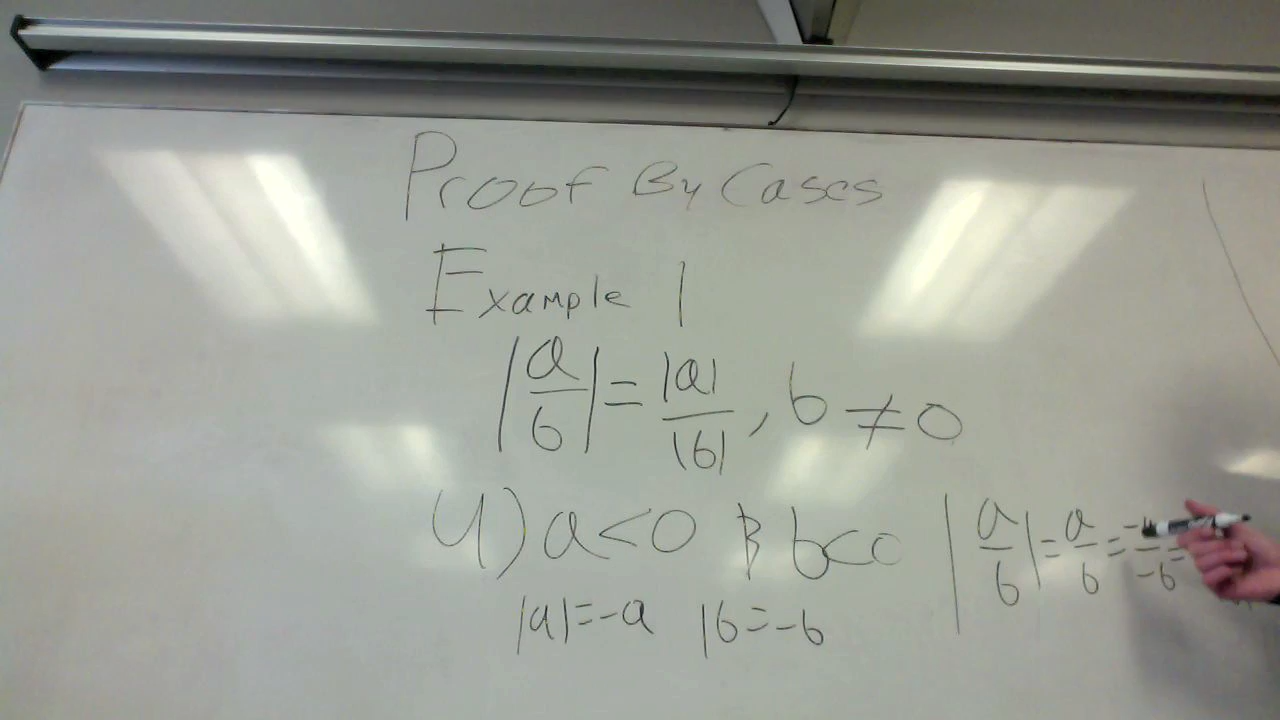 Proof By Cases
Example 1
|a/b| = |a|/|b|, b ≠ 0
4) a<0 & b<0 |a/b| = a/b = -a/-b =
|a|=-a |b=-b